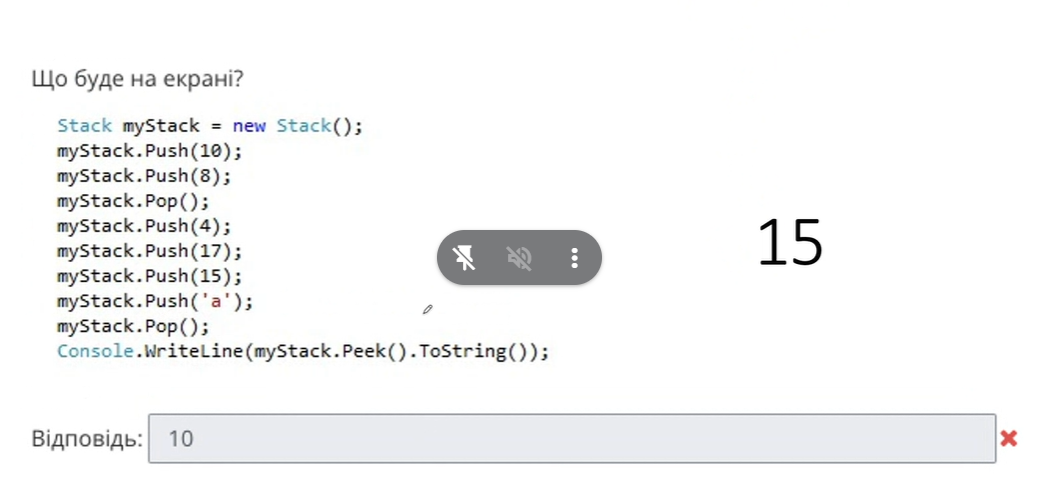 Що буде на екрані?
Stack myStack = new Stack();
myStack.Push(10);
myStack.Push(8);
myStack.Pop();
myStack.Push(4);
myStack.Push(17);
myStack.Push(15);
myStack.Push('a');
myStack.Pop();
Console.WriteLine(myStack.Peek().ToString());
15
Відповідь: 10